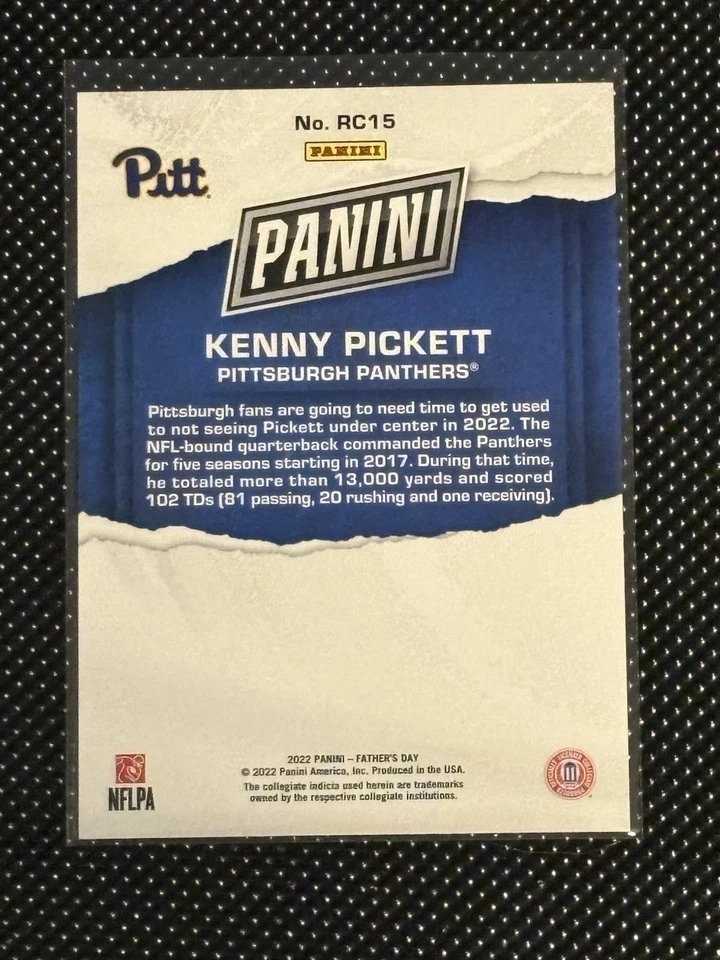 No. RC15
PANINI
Pitt
PANINI
KENNY PICKETT
PITTSBURGH PANTHERS®
Pittsburgh fans are going to need time to get used
to not seeing Pickett under center in 2022. The
NFL-bound quarterback commanded the Panthers
for five seasons starting in 2017. During that time,
he totaled more than 13,000 yards and scored
102 TDs (81 passing, 20 rushing and one receiving).
2022 PANINI – FATHER'S DAY
© 2022 Panini America, Inc. Produced in the USA.
The collegiate indicia used herein are trademarks
owned by the respective collegiate institutions.
NFLPA
OFFICIALLY LICENSED COLLEGIATE PRODUCTS